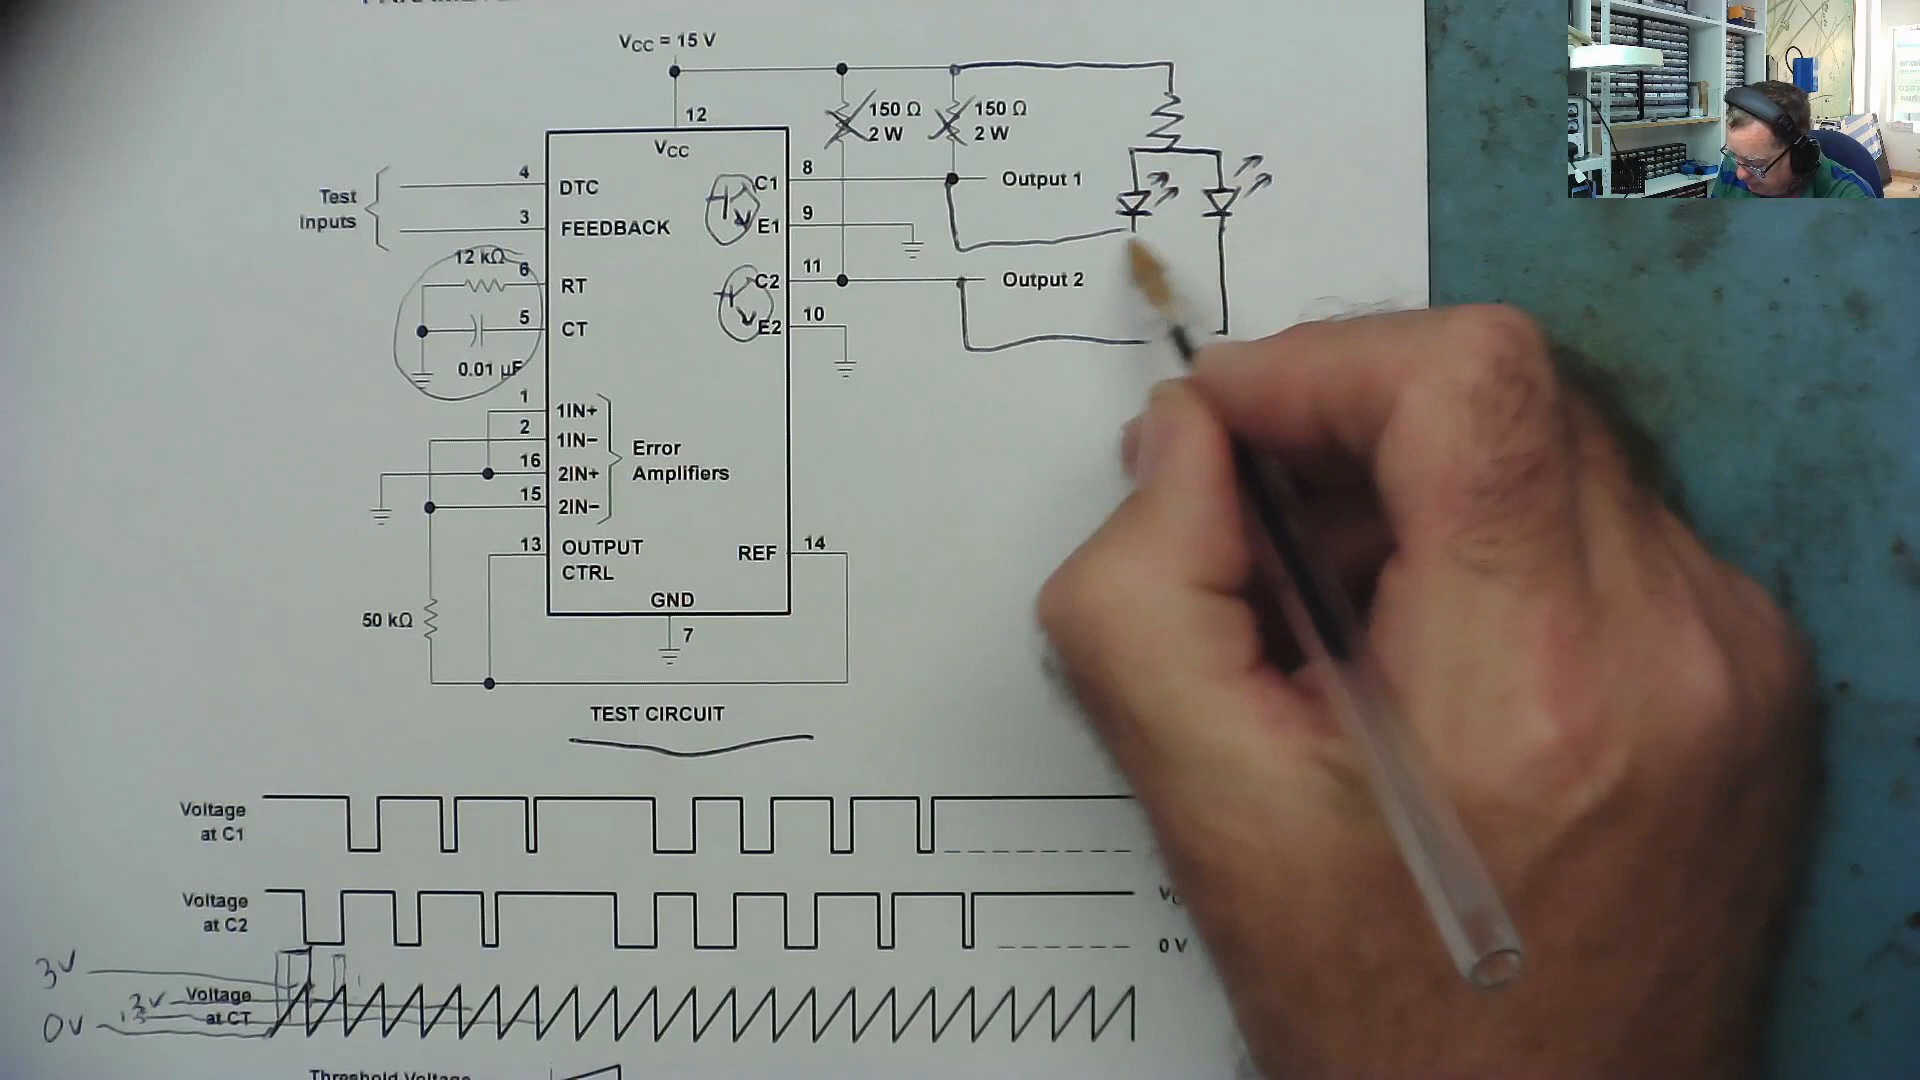 VCC = 15 V
12
VCC
150 Ω
2 W
150 Ω
2 W
Test
Inputs
4
DTC
3
FEEDBACK
12 kΩ
6
RT
5
CT
0.01 µF
C1
8
Output 1
E1
9
C2
11
Output 2
E2
10
1
1IN+
2
1IN−
16
2IN+
15
2IN−
Error
Amplifiers
13
OUTPUT
CTRL
REF
14
GND
7
50 kΩ
TEST CIRCUIT
Voltage
at C1
Voltage
at C2
0 V
3V
Voltage
at CT
0V
Threshold Voltage